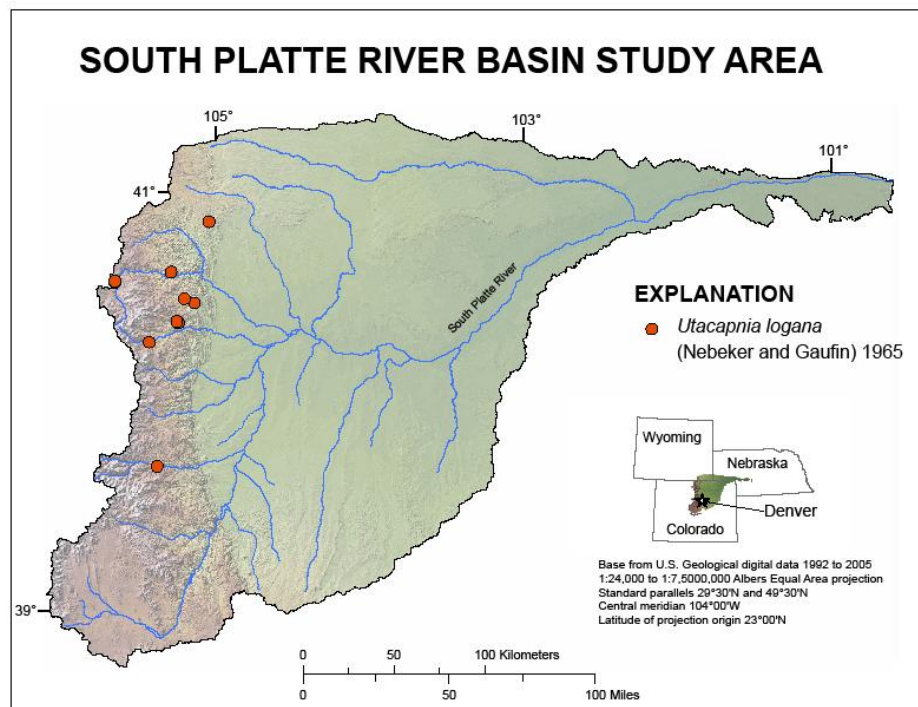 SOUTH PLATTE RIVER BASIN STUDY AREA
105°
103°
101°
41°
South Platte River
EXPLANATION
Utacapnia logana
(Nebeker and Gaufin) 1965
Wyoming
Nebraska
Denver
Colorado
Base from U.S. Geological digital data 1992 to 2005
1:24,000 to 1:7,5000,000 Albers Equal Area projection
Standard parallels 29°30'N and 49°30'N
Central meridian 104°00'W
Latitude of projection origin 23°00'N
39°
0 50 100 Kilometers
0 50 100 Miles